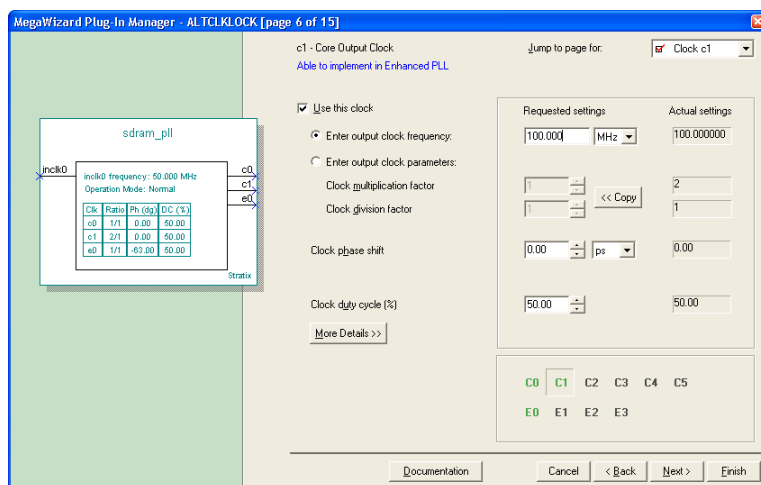 MegaWizard Plug-In Manager - ALTCLKLOCK [page 6 of 15]
c1 - Core Output Clock
Able to implement in Enhanced PLL
Jump to page for:
Clock c1
Use this clock
Requested settings
Actual settings
Enter output clock frequency:
100.000
MHz
100.000000
Enter output clock parameters:
Clock multiplication factor
1
<< Copy
2
Clock division factor
1
1
Clock phase shift
0.00
ps
0.00
Clock duty cycle (%)
50.00
50.00
More Details >>
sdram_pll
inclk0
inclk0 frequency: 50.000 MHz
Operation Mode: Normal
Clk Ratio Ph (dg) DC (%)
c0 1/1 0.00 50.00
c1 2/1 0.00 50.00
e0 1/1 -63.00 50.00
c0
c1
e0
Stratix
C0 C1 C2 C3 C4 C5
E0 E1 E2 E3
Documentation
Cancel
< Back
Next >
Finish